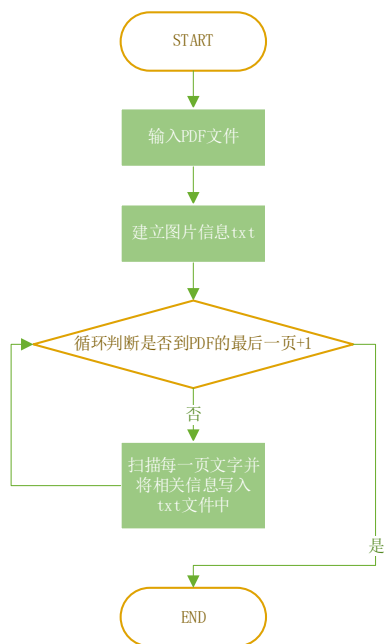 START
输入PDF文件
建立图片信息txt
循环判断是否到PDF的最后一页+1
否
扫描每一页文字并
将相关信息写入
txt文件中
是
END